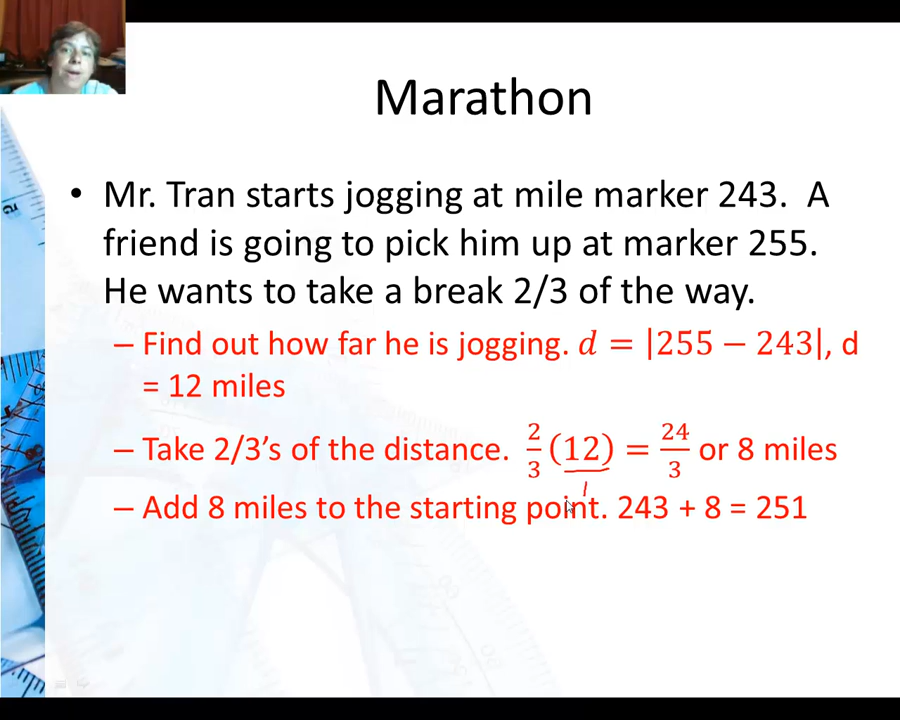 Marathon
• Mr. Tran starts jogging at mile marker 243. A
friend is going to pick him up at marker 255.
He wants to take a break 2/3 of the way.
– Find out how far he is jogging. d = |255 − 243|, d
= 12 miles
– Take 2/3’s of the distance. 2/3 (12) = 24/3 or 8 miles
1
– Add 8 miles to the starting point. 243 + 8 = 251